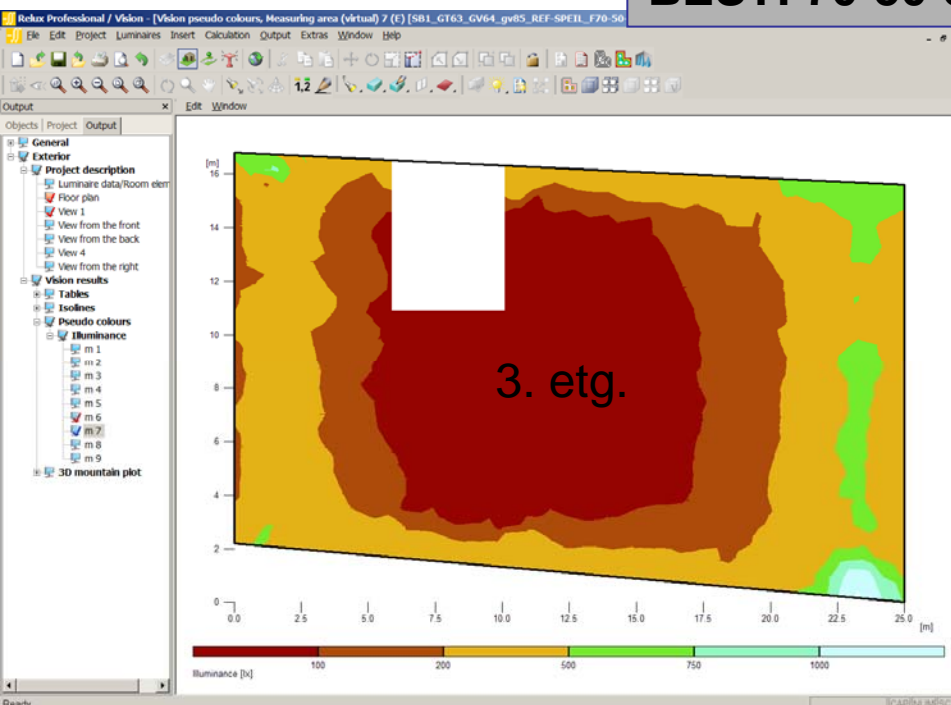 Relux Professional / Vision - [Vision pseudo colours, Measuring area (virtual) 7 (E) [SB1_GT63_GV64_gv85_REF-SPEIL_F70-50-
File Edit Project Luminaires Insert Calculation Output Extras Window Help
1,2
Output x
Edit Window
Objects Project Output
General
Exterior
Project description
Luminaire data/Room elem
Floor plan
View 1
View from the front
View from the back
View 4
View from the right
Vision results
Tables
Isolines
Pseudo colours
Illuminance
m 1
m 2
m 3
m 4
m 5
m 6
m 7
m 8
m 9
3D mountain plot
[m]
16
14
12
10
8
6
4
2
0
3. etg.
0.0 2.5 5.0 7.5 10.0 12.5 15.0 17.5 20.0 22.5 25.0
[m]
100 200 500 750 1000
Illuminance [lx]
Ready